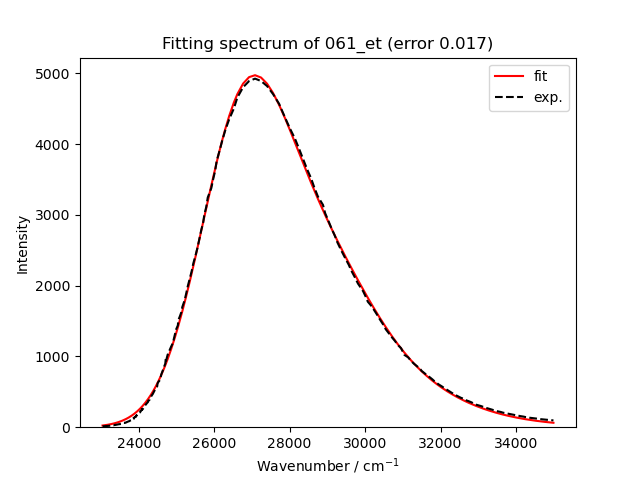 Fitting spectrum of 061_et (error 0.017)
fit
exp.
5000
4000
3000
2000
1000
0
Intensity
24000 26000 28000 30000 32000 34000
Wavenumber / cm⁻¹